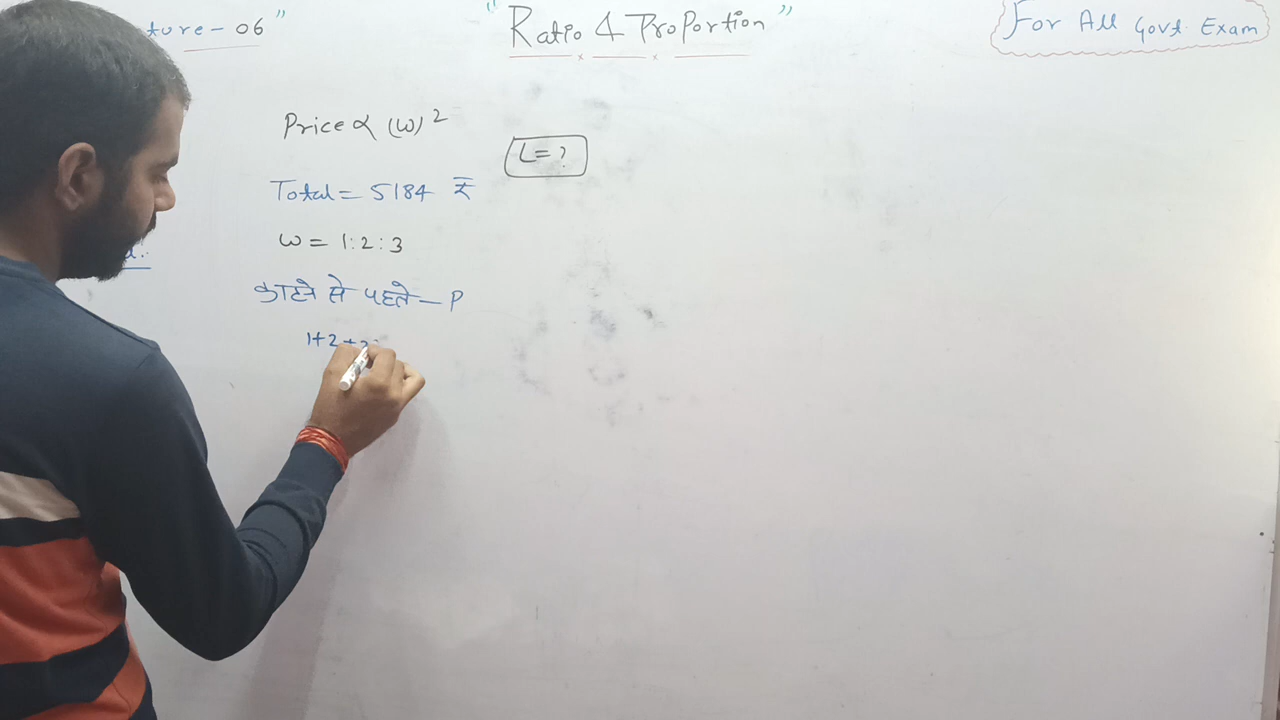 ture - 06"
"Ratio & Proportion"
For All Govt. Exam
Price ∝ (w)²
L = ?
Total = 5184 ₹
w = 1:2:3
काटने से पहले - P
1+2+3